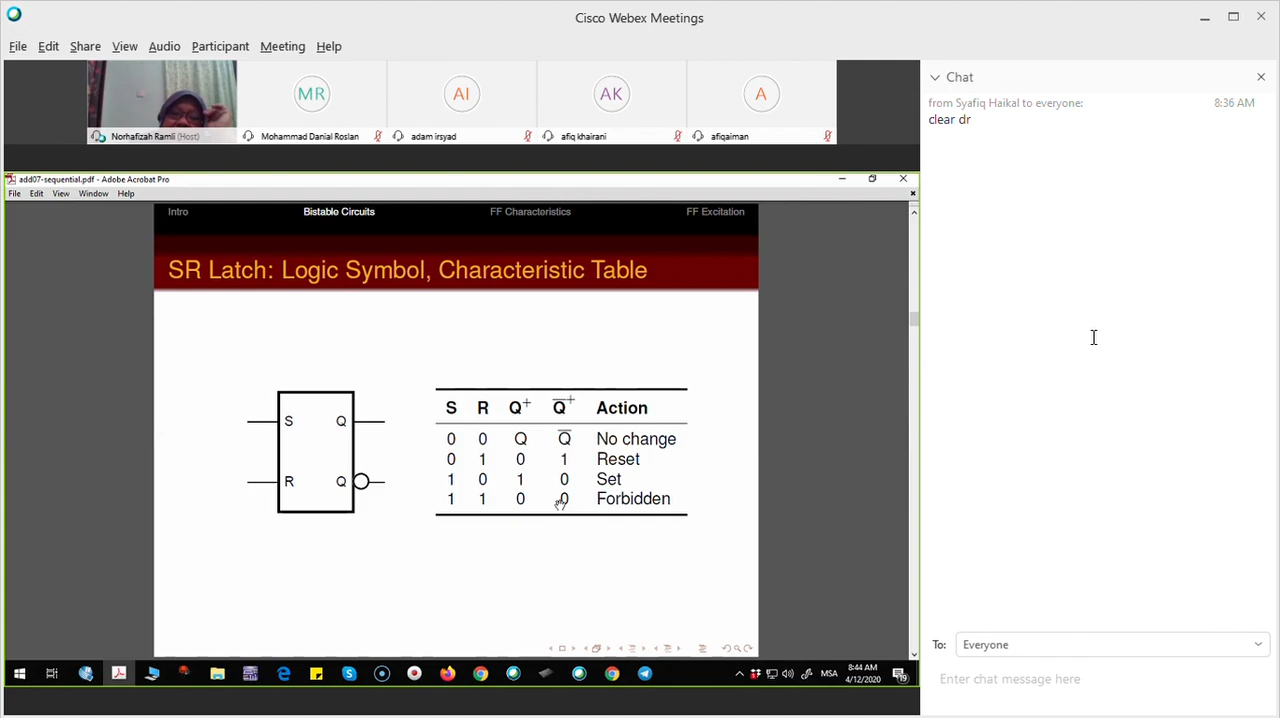 Cisco Webex Meetings
File Edit Share View Audio Participant Meeting Help
MR AI AK A
Norhafizah Ramli (Host) Mohammad Danial Roslan adam irsyad afiq khairani afiqaiman
Chat
from Syafiq Haikal to everyone: 8:36 AM
clear dr
add07-sequential.pdf - Adobe Acrobat Pro
File Edit View Window Help
Intro Bistable Circuits FF Characteristics FF Excitation
SR Latch: Logic Symbol, Characteristic Table
S Q
R Q
S R Q⁺ Q̅⁺ Action
0 0 Q Q̅ No change
0 1 0 1 Reset
1 0 1 0 Set
1 1 0 0 Forbidden
To: Everyone
Enter chat message here
MSA
8:44 AM
4/12/2020
19